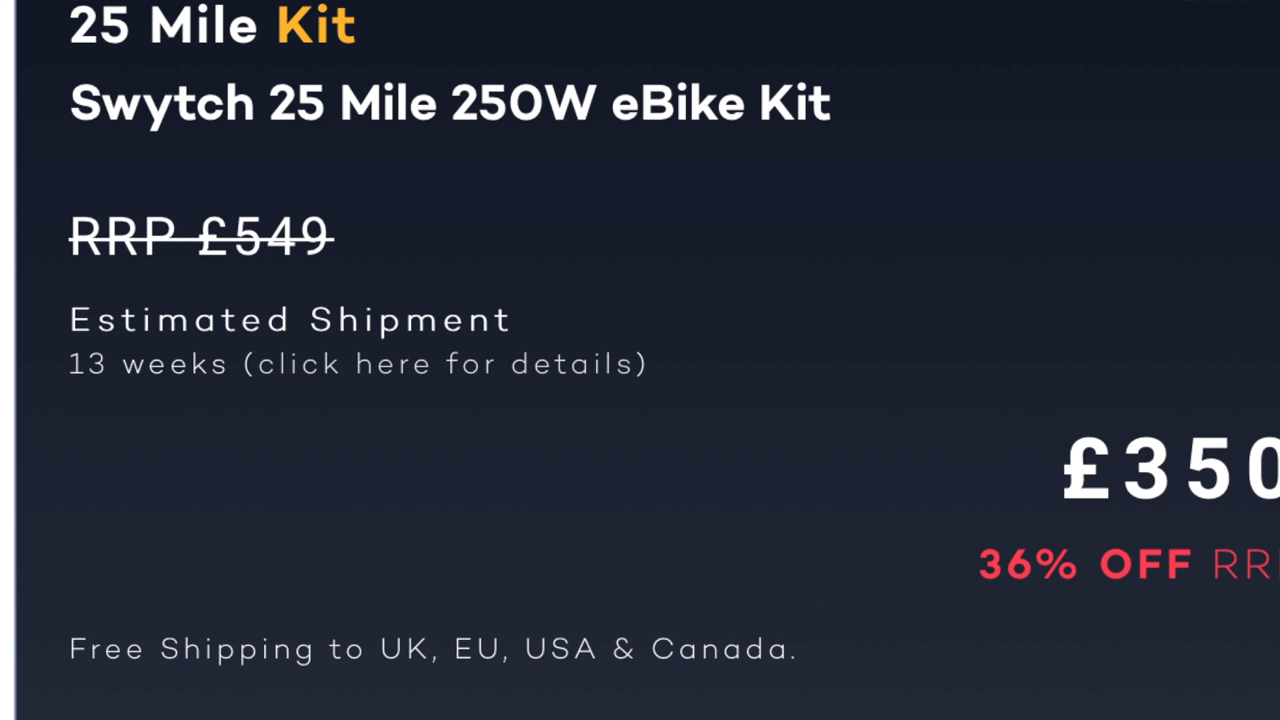 25 Mile Kit
Swytch 25 Mile 250W eBike Kit
RRP £549
Estimated Shipment
13 weeks (click here for details)
£350
36% OFF
Free Shipping to UK, EU, USA & Canada.